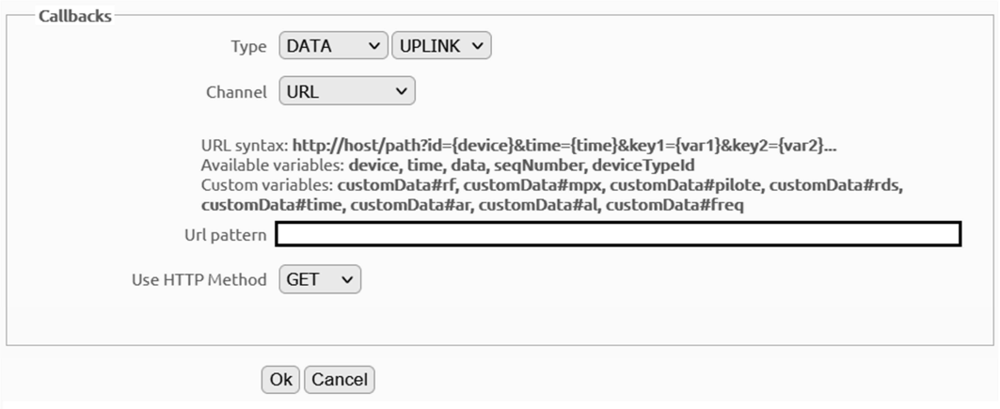 Callbacks
Type DATA UPLINK
Channel URL
URL syntax: http://host/path?id={device}&time={time}&key1={var1}&key2={var2}...
Available variables: device, time, data, seqNumber, deviceTypeId
Custom variables: customData#rf, customData#mpx, customData#pilote, customData#rds,
customData#time, customData#ar, customData#al, customData#freq
Url pattern
Use HTTP Method GET
Ok Cancel